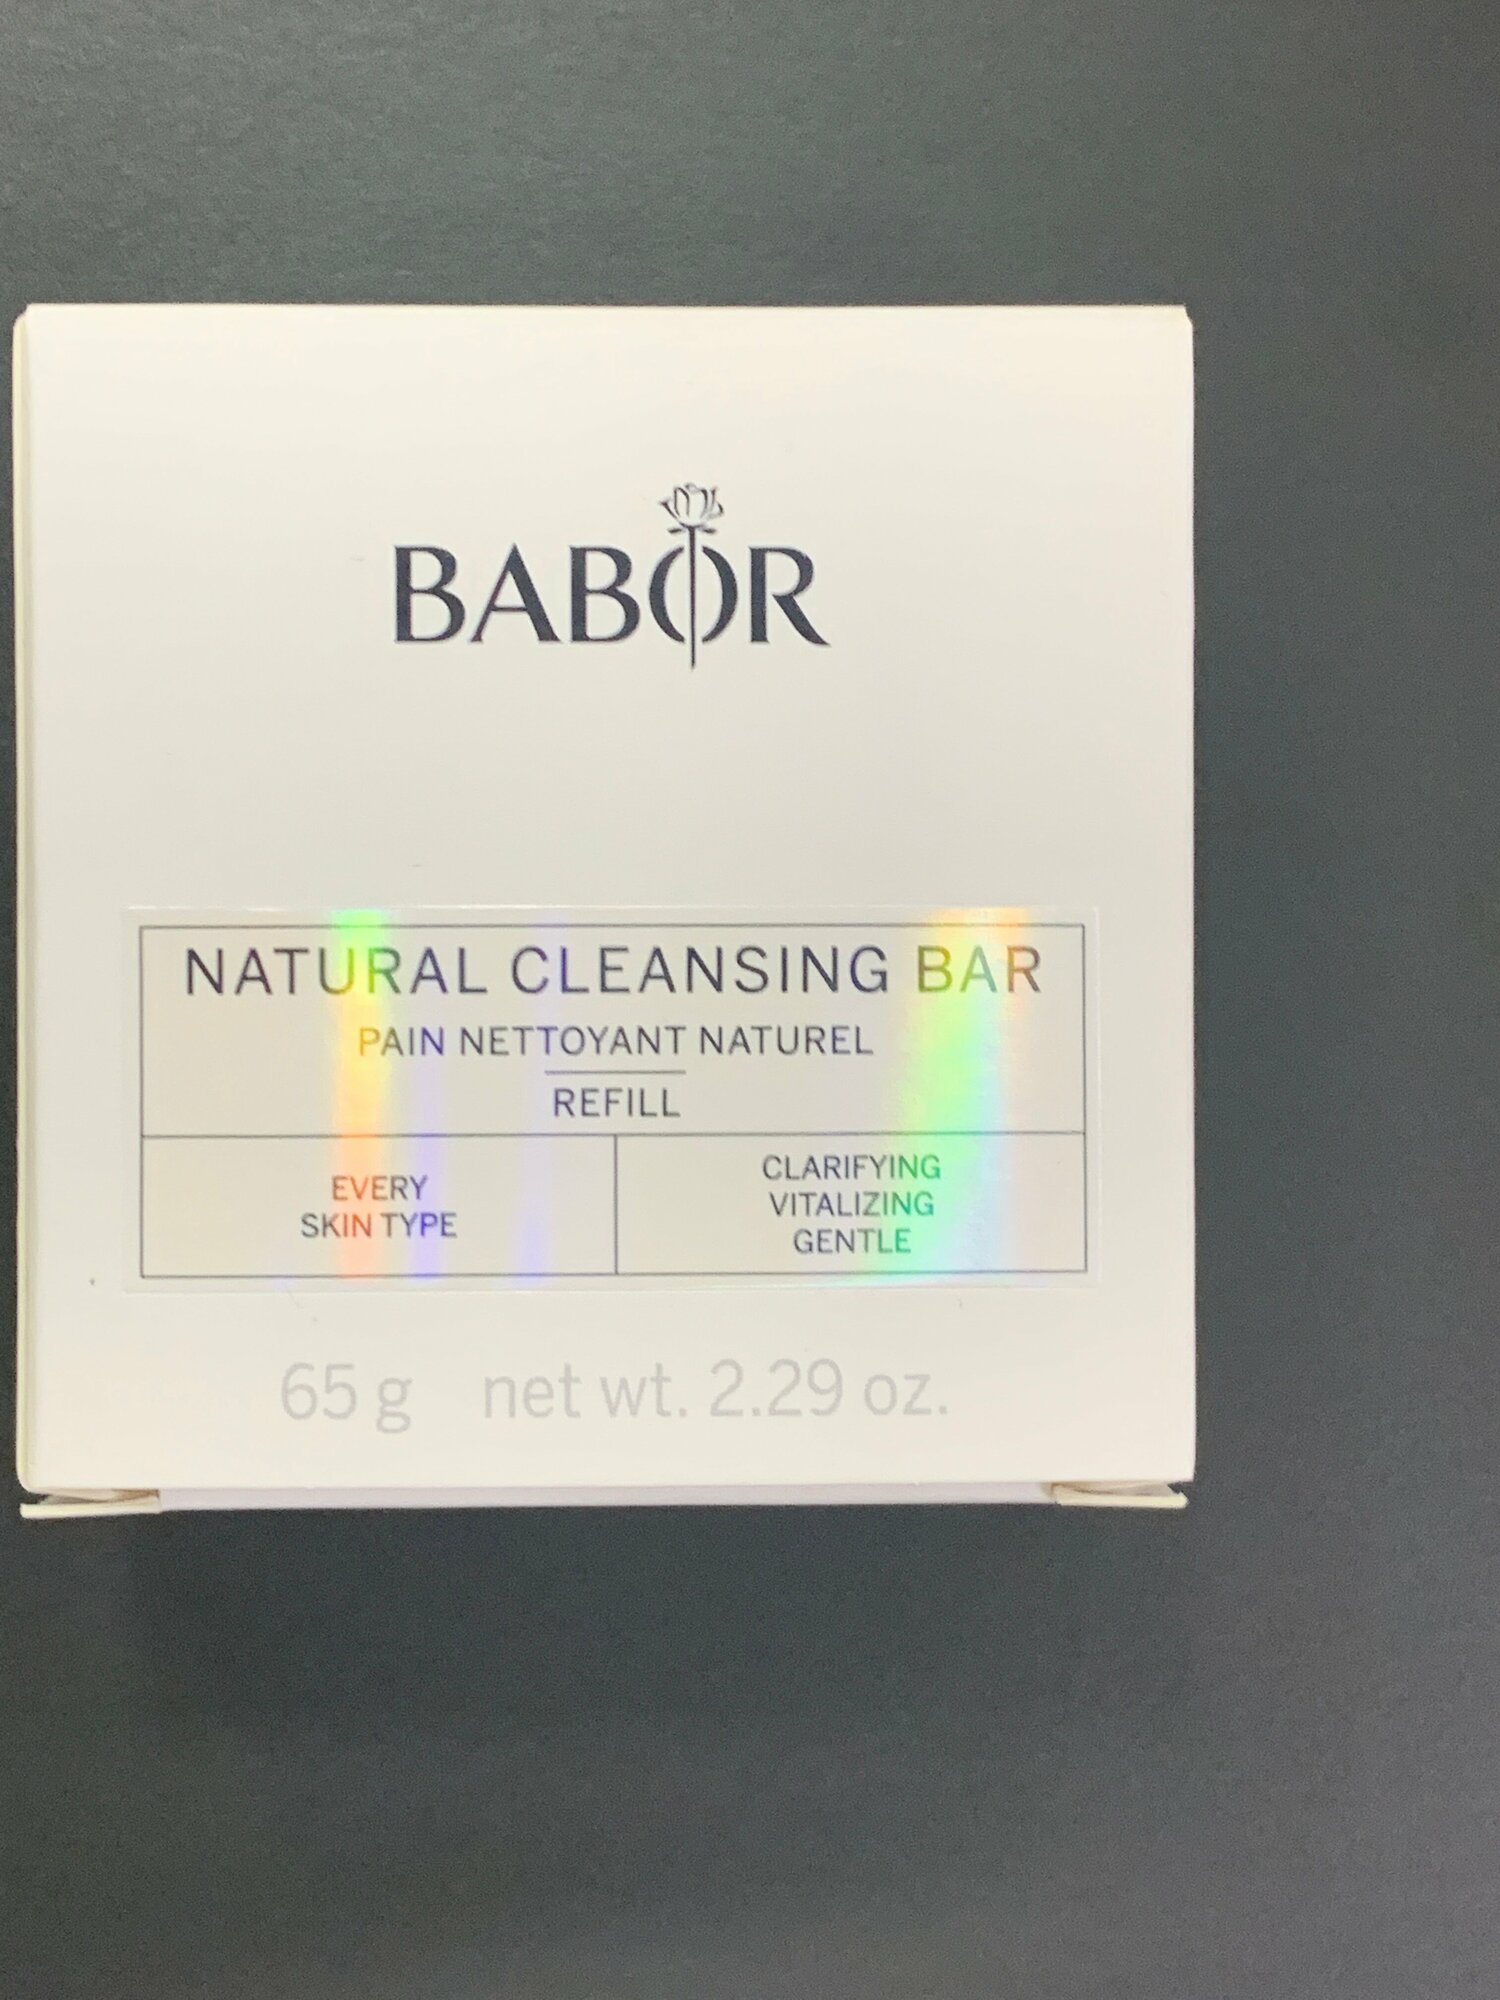 BABOR
NATURAL CLEANSING BAR
PAIN NETTOYANT NATUREL
REFILL
EVERY
SKIN TYPE
CLARIFYING
VITALIZING
GENTLE
65 g net wt. 2.29 oz.